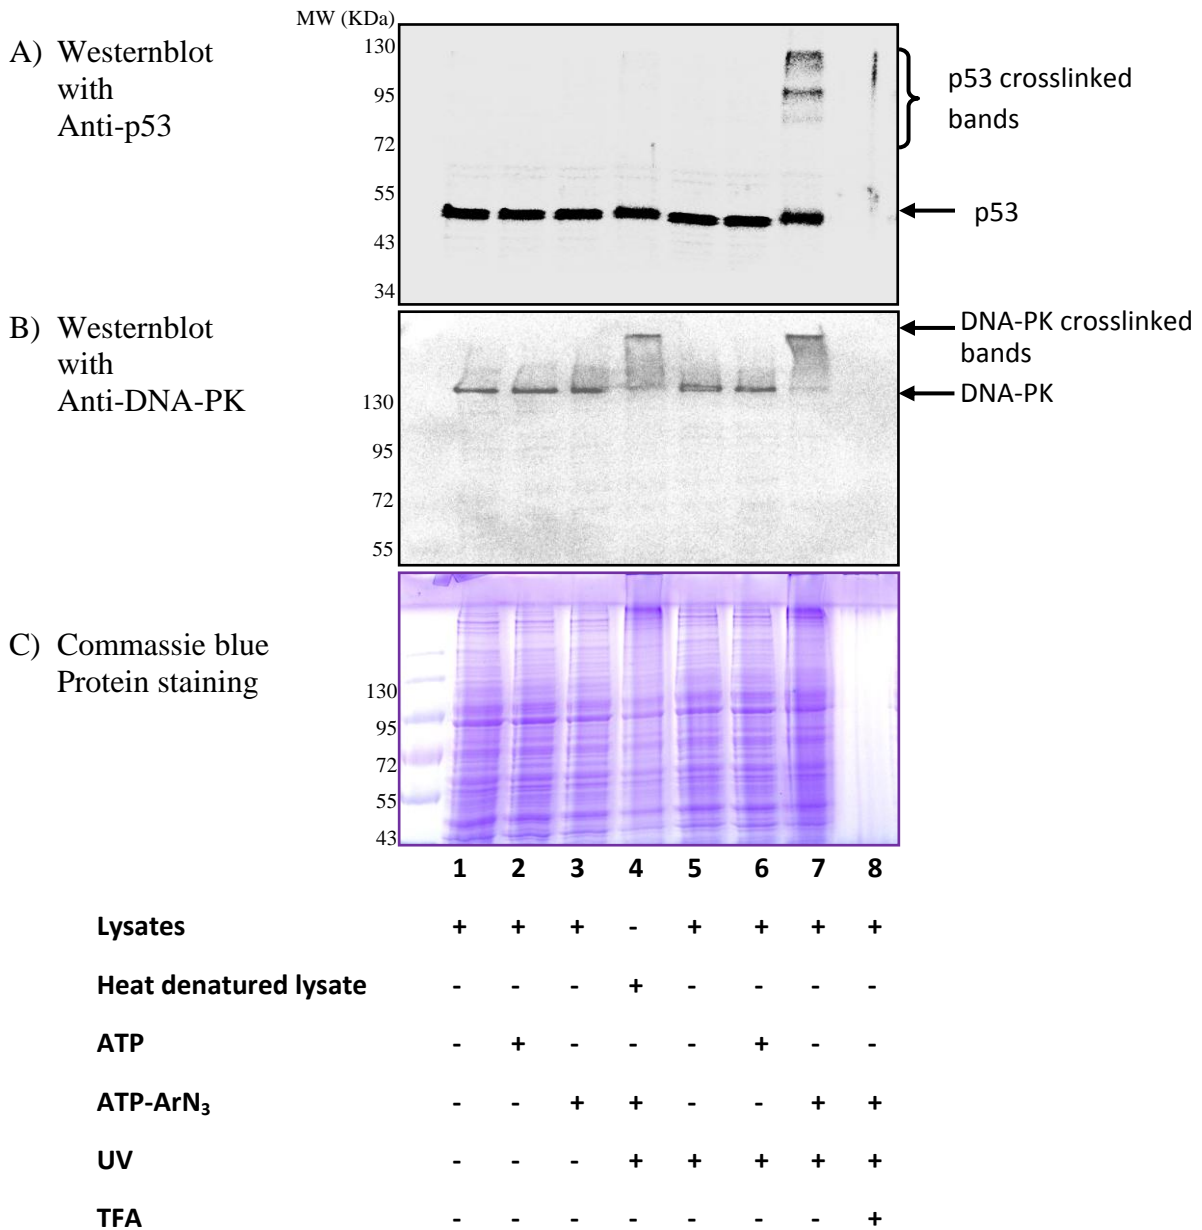 MW (KDa)
A) Westernblot
with
Anti-p53
130
95
72
55
43
34
p53 crosslinked
bands
p53
B) Westernblot
with
Anti-DNA-PK
130
95
72
55
DNA-PK crosslinked
bands
DNA-PK
C) Commassie blue
Protein staining
130
95
72
55
43
1 2 3 4 5 6 7 8
Lysates + + + - + + + +
Heat denatured lysate - - - + - - - -
ATP - + - - - + - -
ATP-ArN₃ - - + + - - + +
UV - - - + + + + +
TFA - - - - - - - +